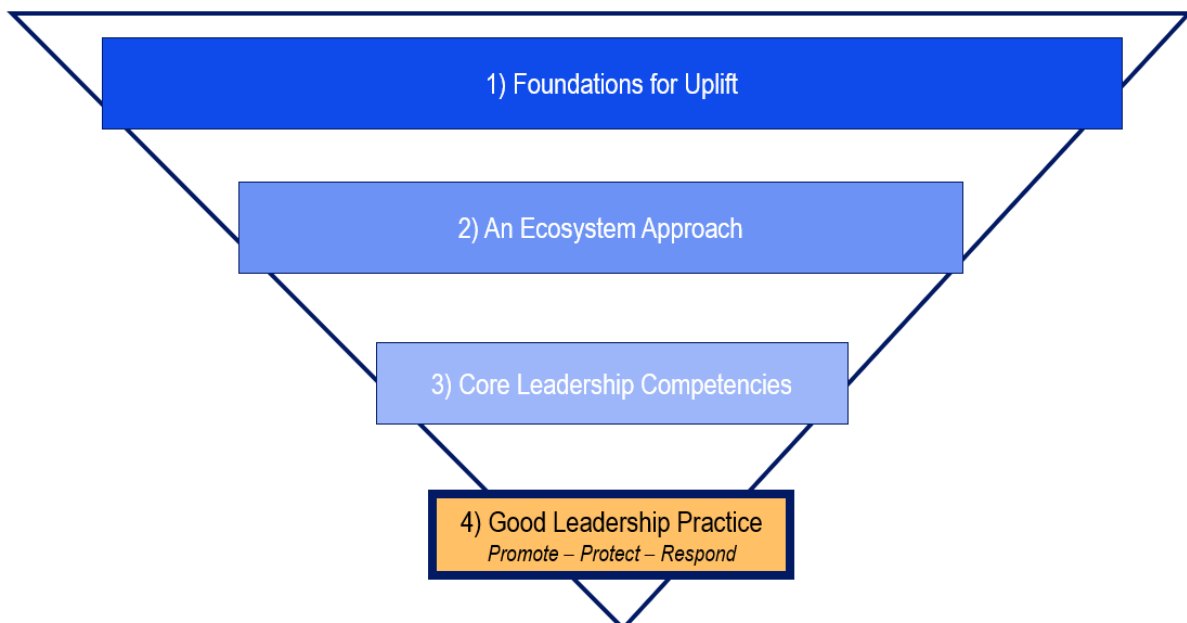 1) Foundations for Uplift
2) An Ecosystem Approach
3) Core Leadership Competencies
4) Good Leadership Practice
Promote – Protect – Respond